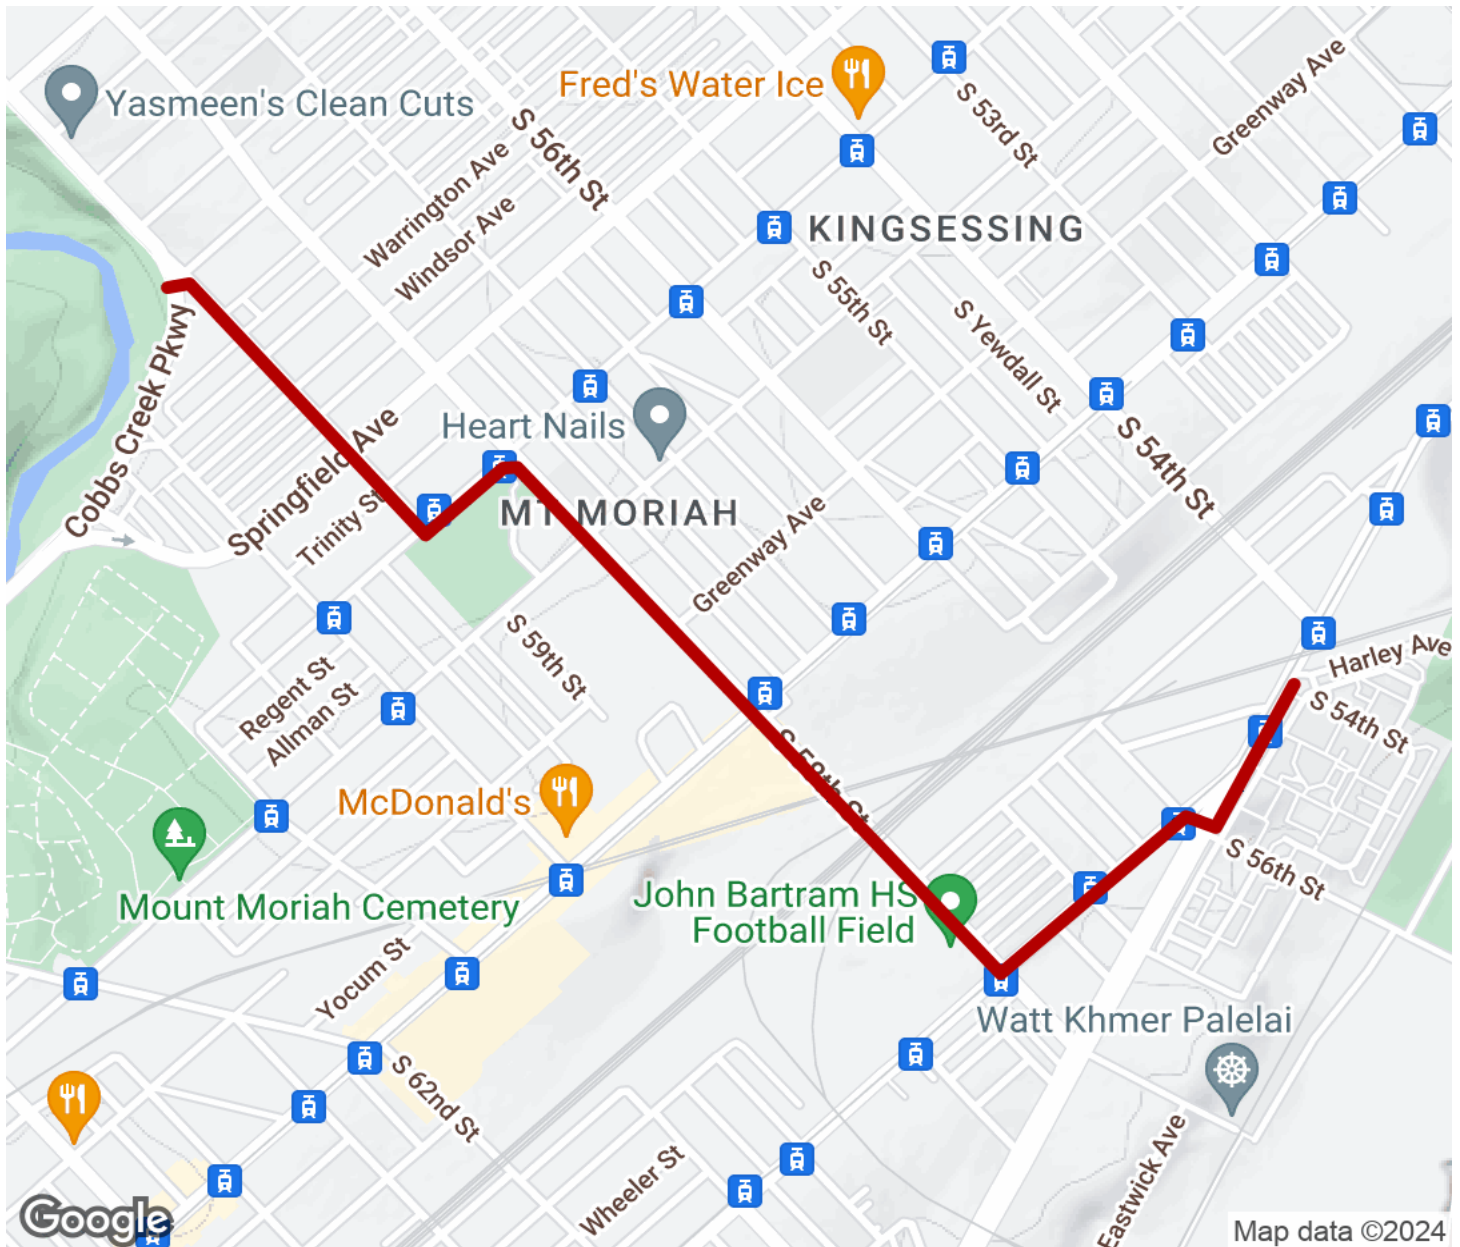 Fred's Water Ice
Greenway Ave
Yasmeen's Clean Cuts
S 53rd St
S 56th St
Warrington Ave
Windsor Ave
KINGSESSING
S 55th St
S Yewdall St
Cobbs Creek Pkwy
Heart Nails
Springfield Ave
S 54th St
Trinity St
MT MORIAH
Greenway Ave
S 59th St
Harley Ave
Regent St
Allman St
S 54th St
S 58th St
McDonald's
S 56th St
Mount Moriah Cemetery
John Bartram HS
Football Field
Yocum St
Watt Khmer Palelai
S 62nd St
Wheeler St
Eastwick Ave
Google
Map data ©2024